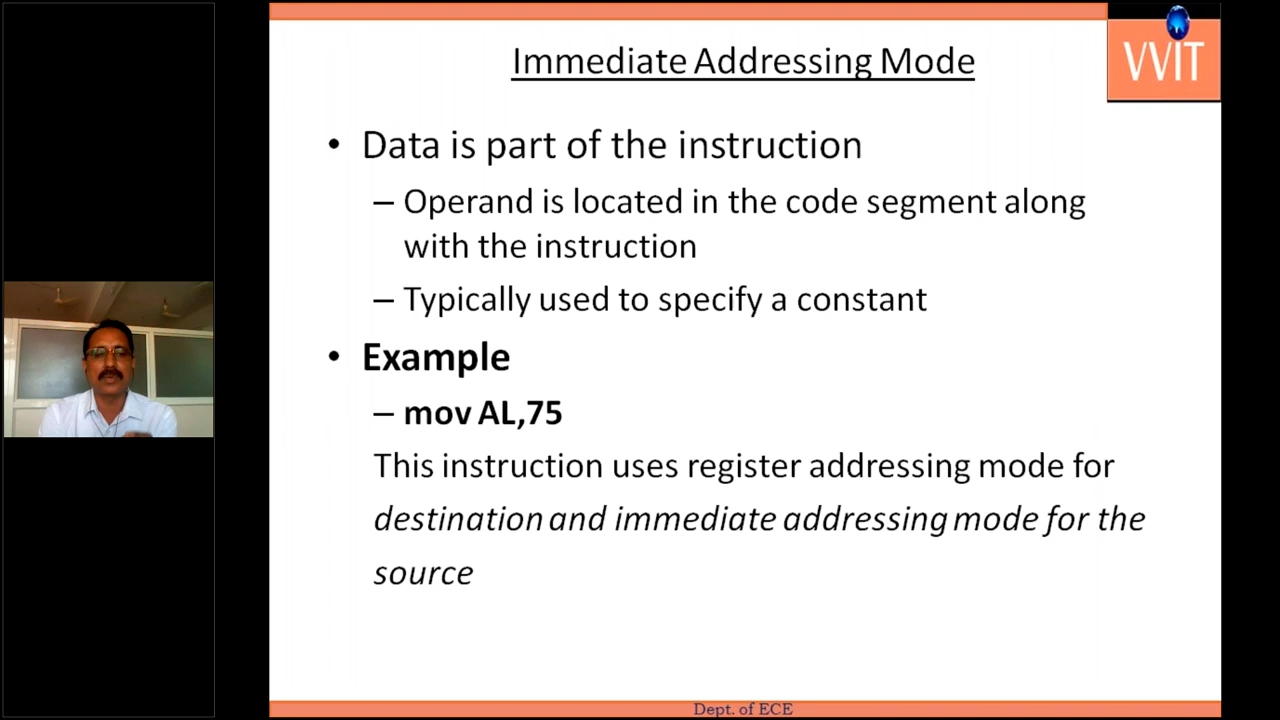 Immediate Addressing Mode
VVIT
• Data is part of the instruction
– Operand is located in the code segment along
with the instruction
– Typically used to specify a constant
• Example
– mov AL,75
This instruction uses register addressing mode for
destination and immediate addressing mode for the
source
Dept. of ECE